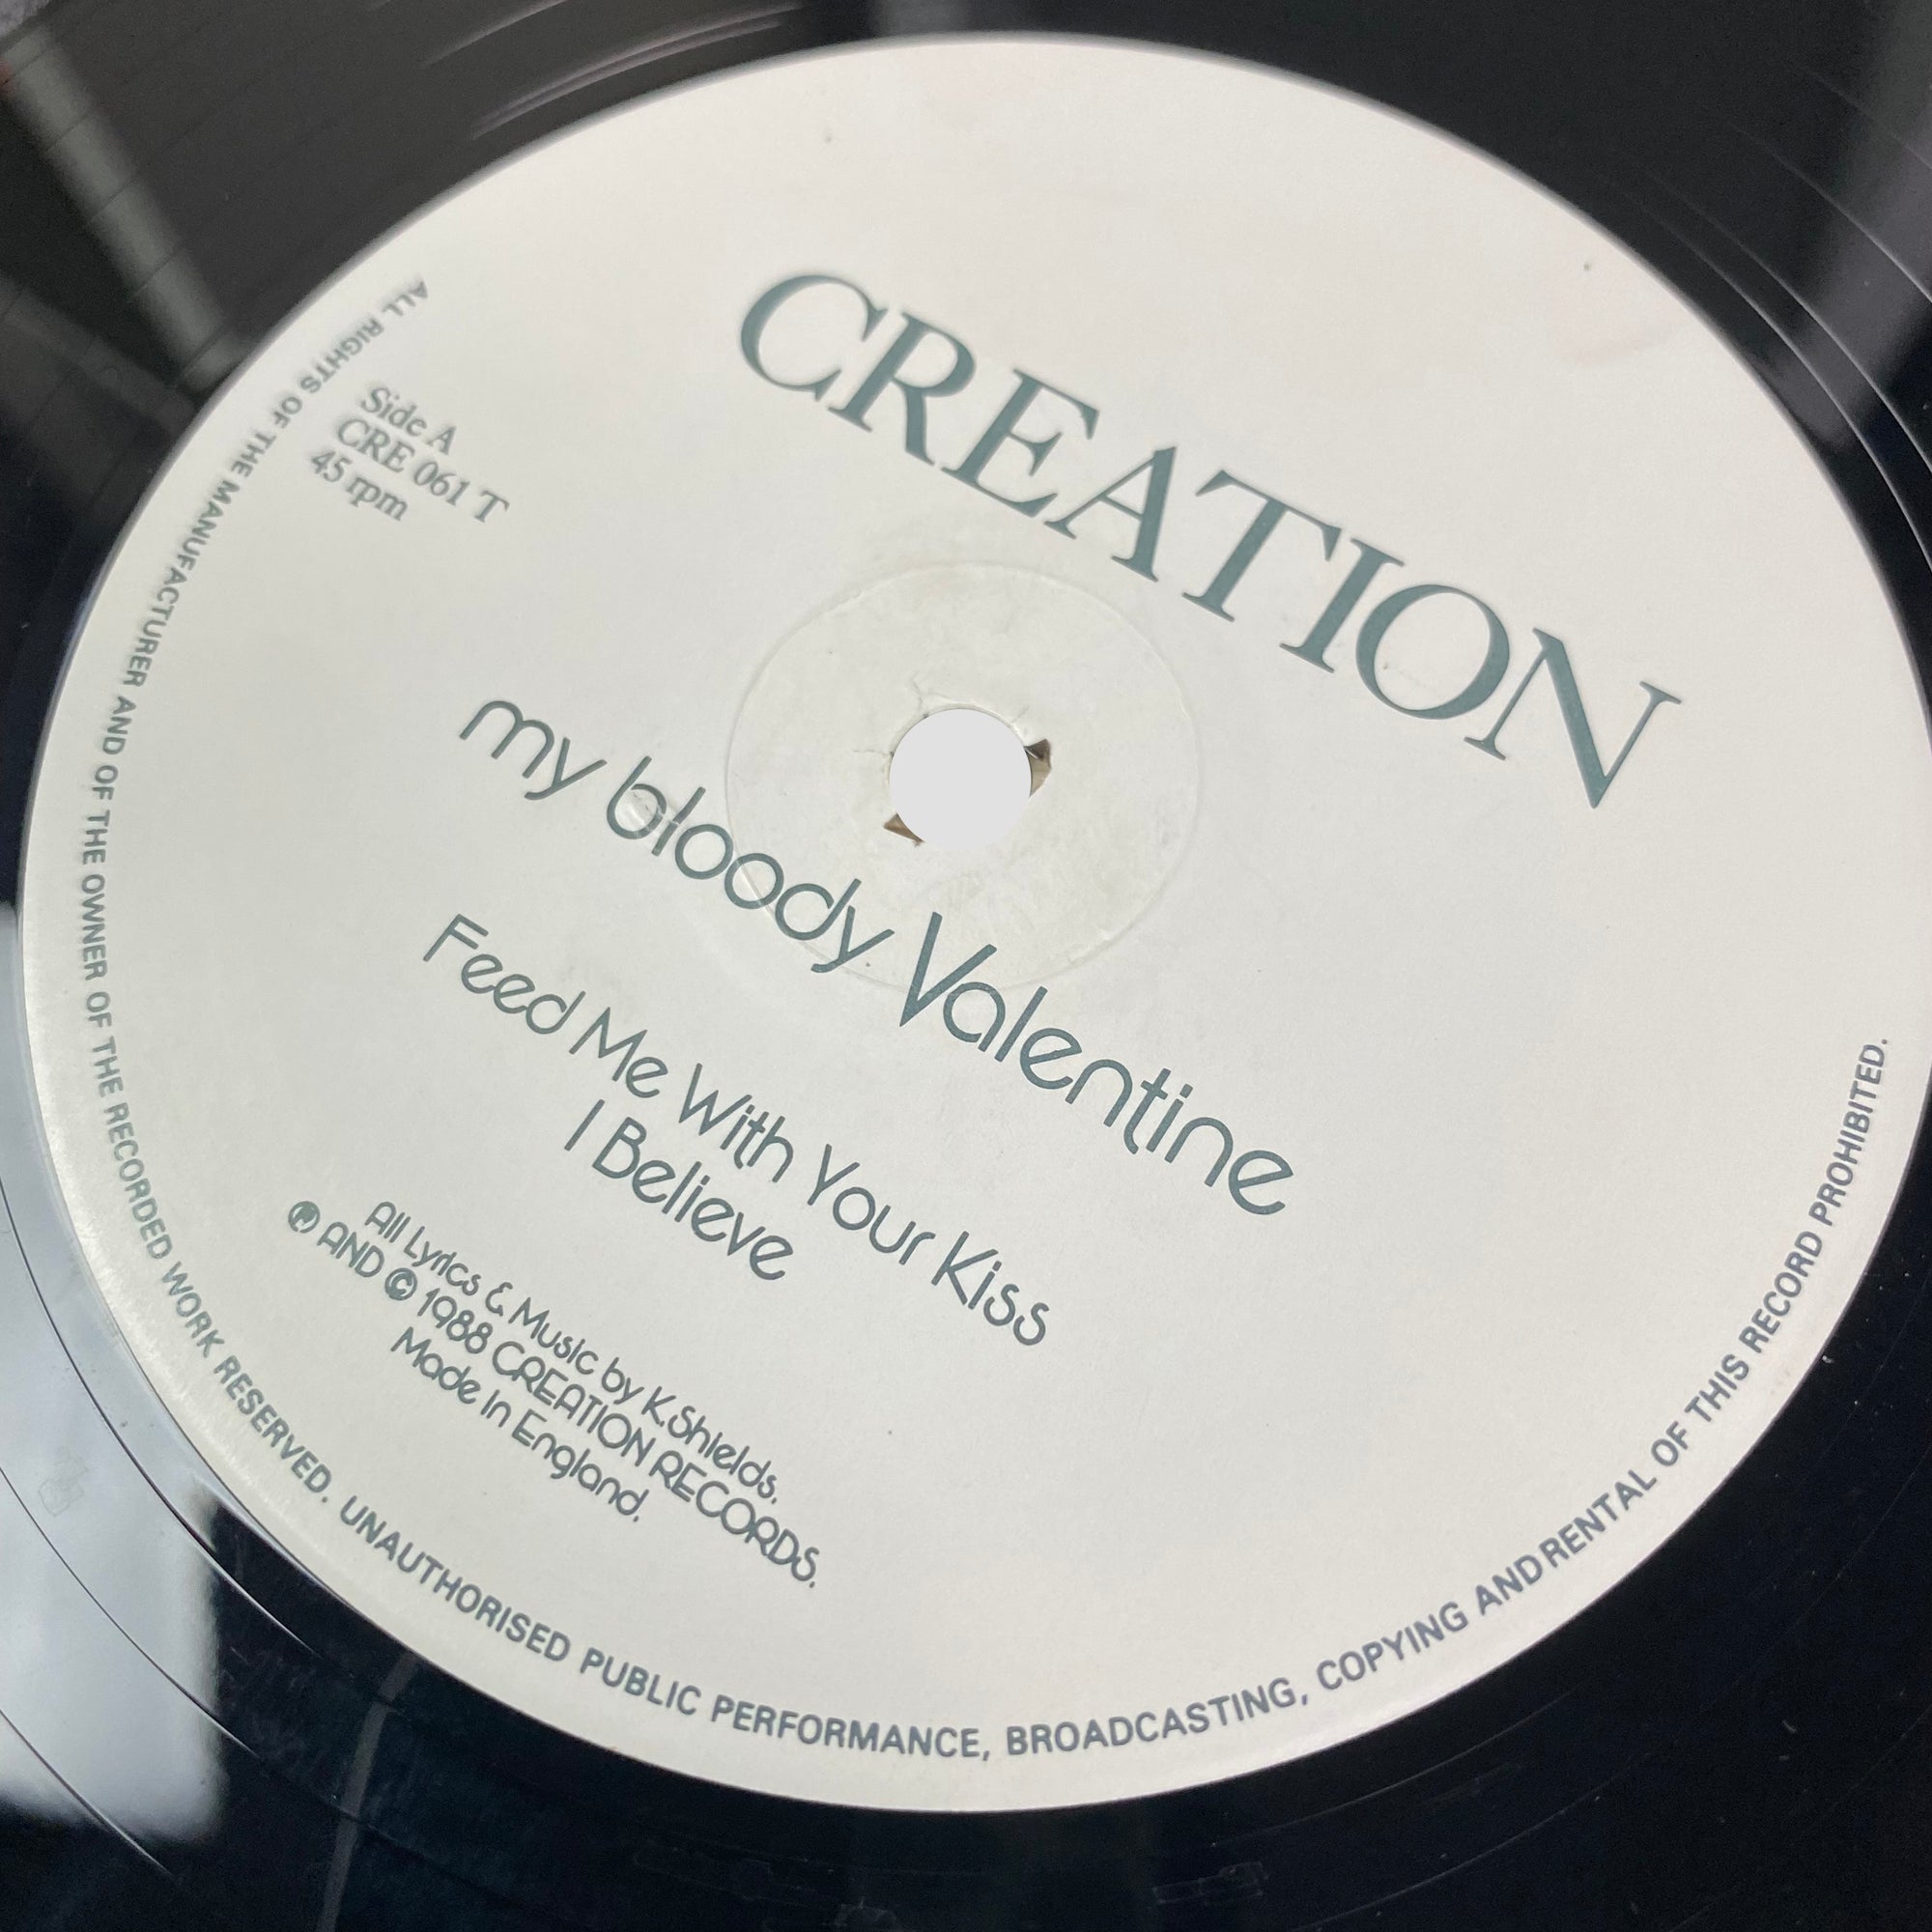 CREATION
Side A
CRE 061 T
45 rpm
my bloody Valentine
Feed Me With Your Kiss
I Believe
All Lyrics & Music by K.Shields.
℗ AND © 1988 CREATION RECORDS.
Made In England.
ALL RIGHTS OF THE MANUFACTURER AND OF THE OWNER OF THE RECORDED WORK RESERVED. UNAUTHORISED PUBLIC PERFORMANCE, BROADCASTING, COPYING AND RENTAL OF THIS RECORD PROHIBITED.